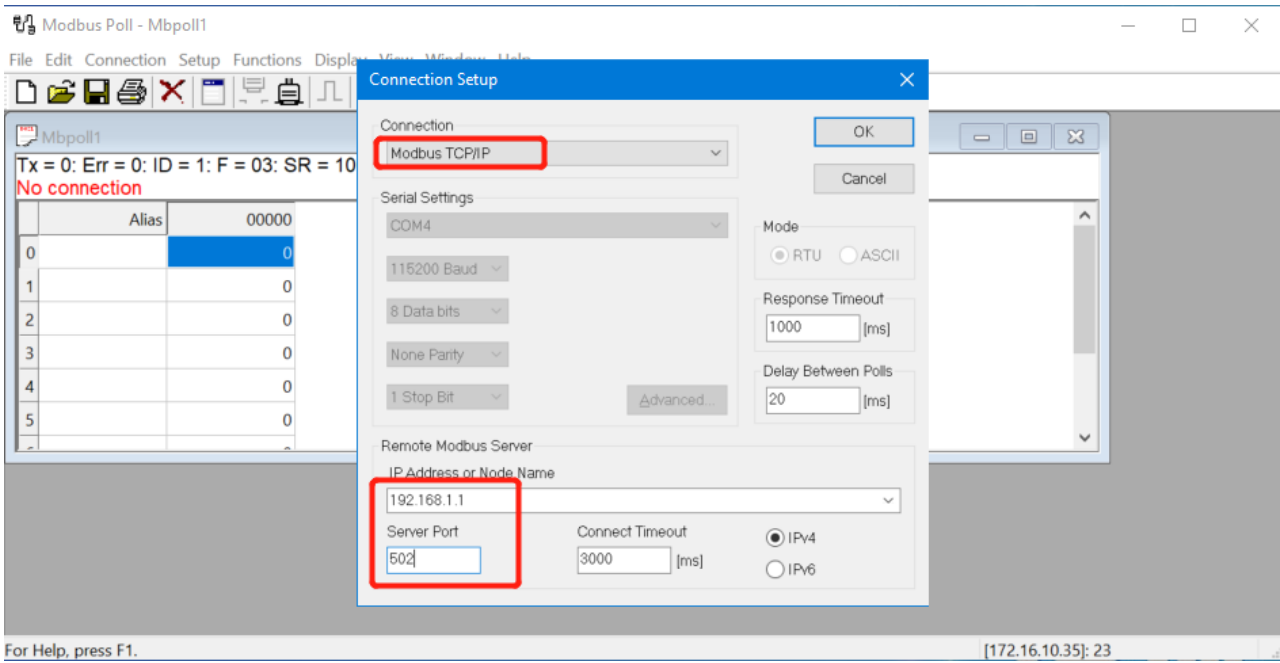 Modbus Poll - Mbpoll1
File Edit Connection Setup Functions Display View Window Help
Connection Setup
Mbpoll1
Tx = 0: Err = 0: ID = 1: F = 03: SR = 10
No connection
Alias 00000
0 0
1 0
2 0
3 0
4 0
5 0
Connection
Modbus TCP/IP
OK
Cancel
Serial Settings
COM4
115200 Baud
8 Data bits
None Parity
1 Stop Bit
Advanced...
Mode
RTU ASCII
Response Timeout
1000 [ms]
Delay Between Polls
20 [ms]
Remote Modbus Server
IP Address or Node Name
192.168.1.1
Server Port
502
Connect Timeout
3000 [ms]
IPv4
IPv6
For Help, press F1.
[172.16.10.35]: 23